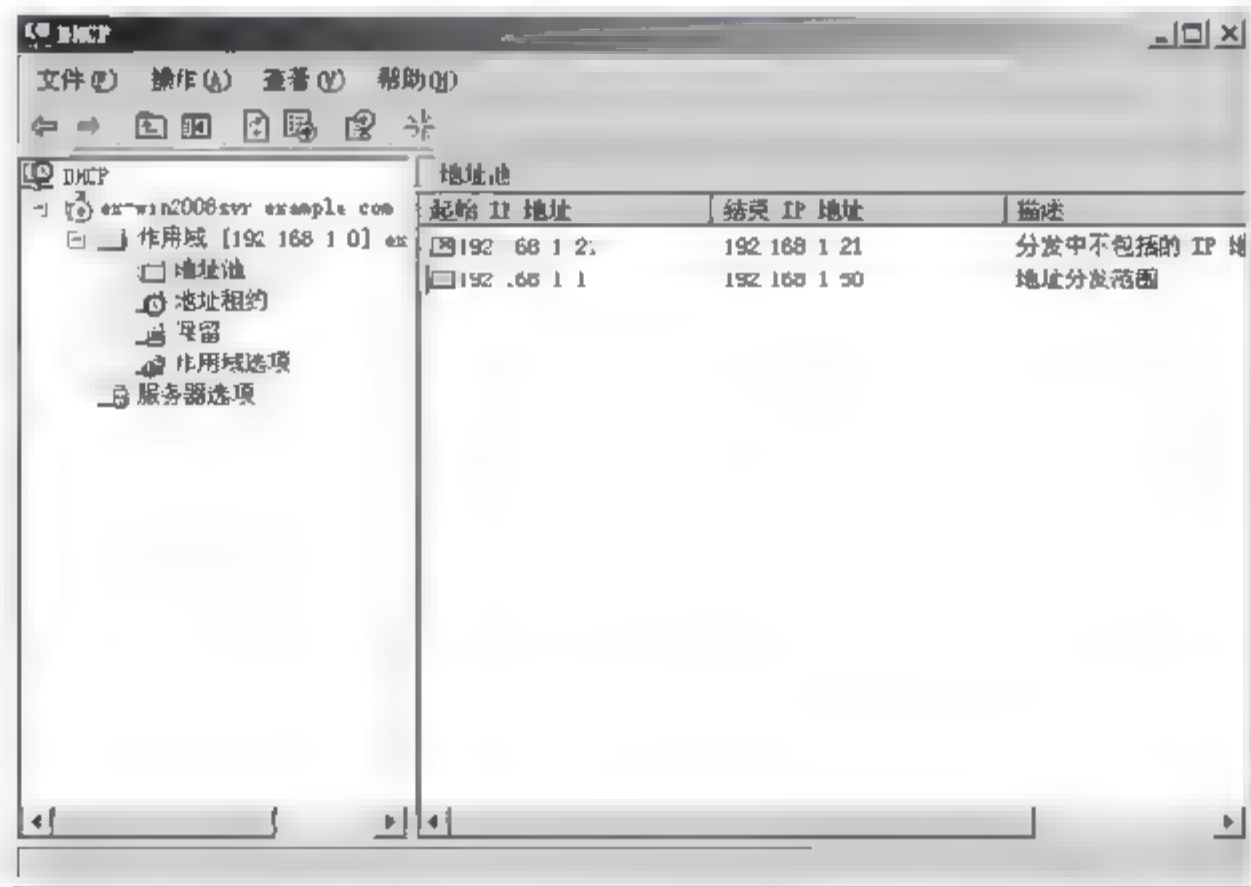 DHCP
文件(F) 操作(A) 查看(V) 帮助(H)
DHCP
作用域 [192 168 1 0] ex
地址池
地址租约
保留
作用域选项
服务器选项
地址池
起始 IP 地址 结束 IP 地址 描述
192 168 1 21 分发中不包括的 IP 地
192 168 1 地址分发范围